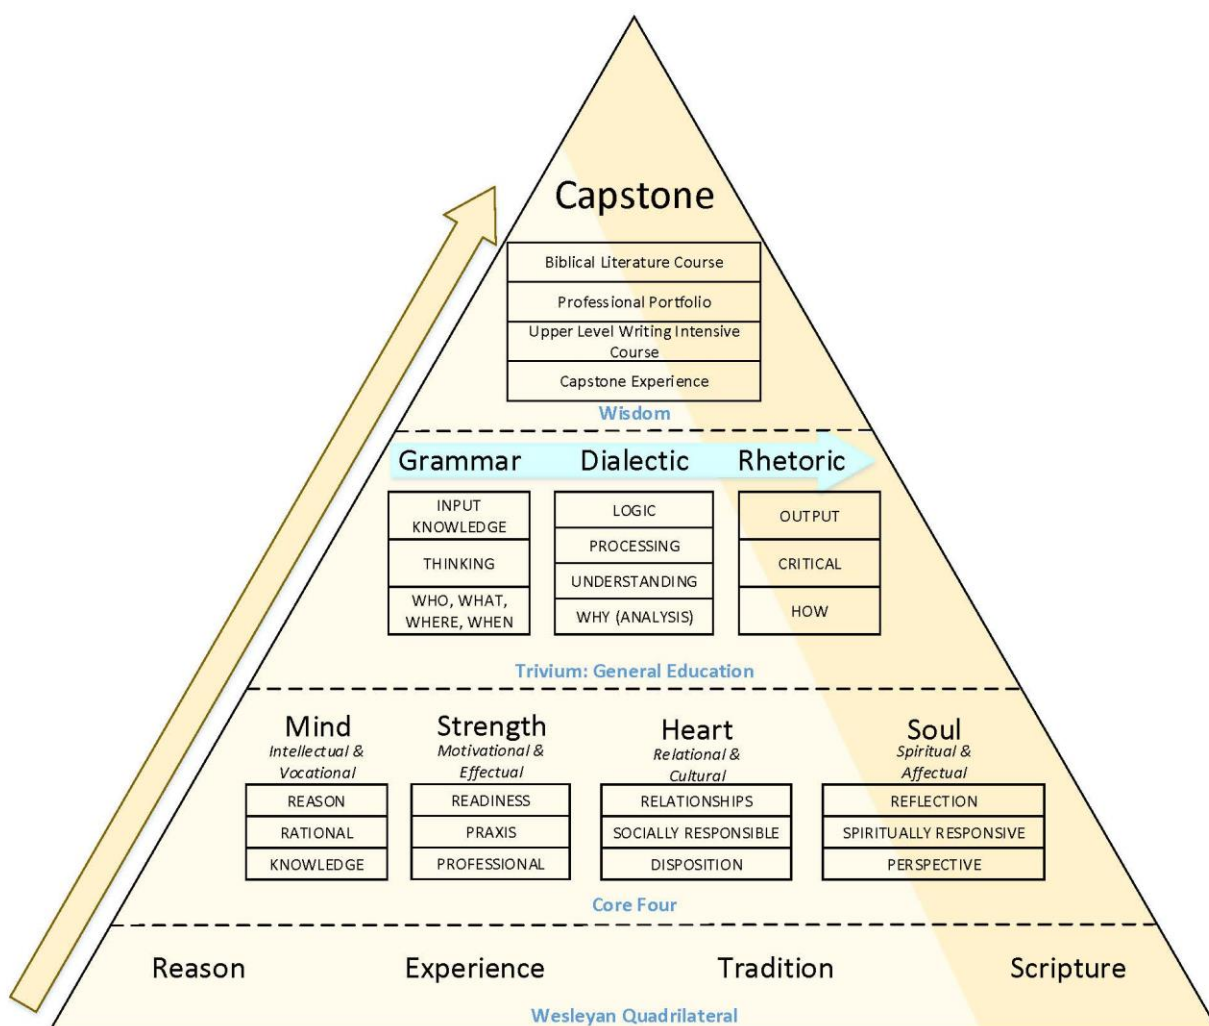 Capstone
Biblical Literature Course
Professional Portfolio
Upper Level Writing Intensive
Course
Capstone Experience
Wisdom
Grammar Dialectic Rhetoric
INPUT
KNOWLEDGE
THINKING
WHO, WHAT,
WHERE, WHEN
LOGIC
PROCESSING
UNDERSTANDING
WHY (ANALYSIS)
OUTPUT
CRITICAL
HOW
Trivium: General Education
Mind
Intellectual &
Vocational
REASON
RATIONAL
KNOWLEDGE
Strength
Motivational &
Effectual
READINESS
PRAXIS
PROFESSIONAL
Heart
Relational &
Cultural
RELATIONSHIPS
SOCIALLY RESPONSIBLE
DISPOSITION
Soul
Spiritual &
Affectual
REFLECTION
SPIRITUALLY RESPONSIVE
PERSPECTIVE
Core Four
Reason Experience Tradition Scripture
Wesleyan Quadrilateral